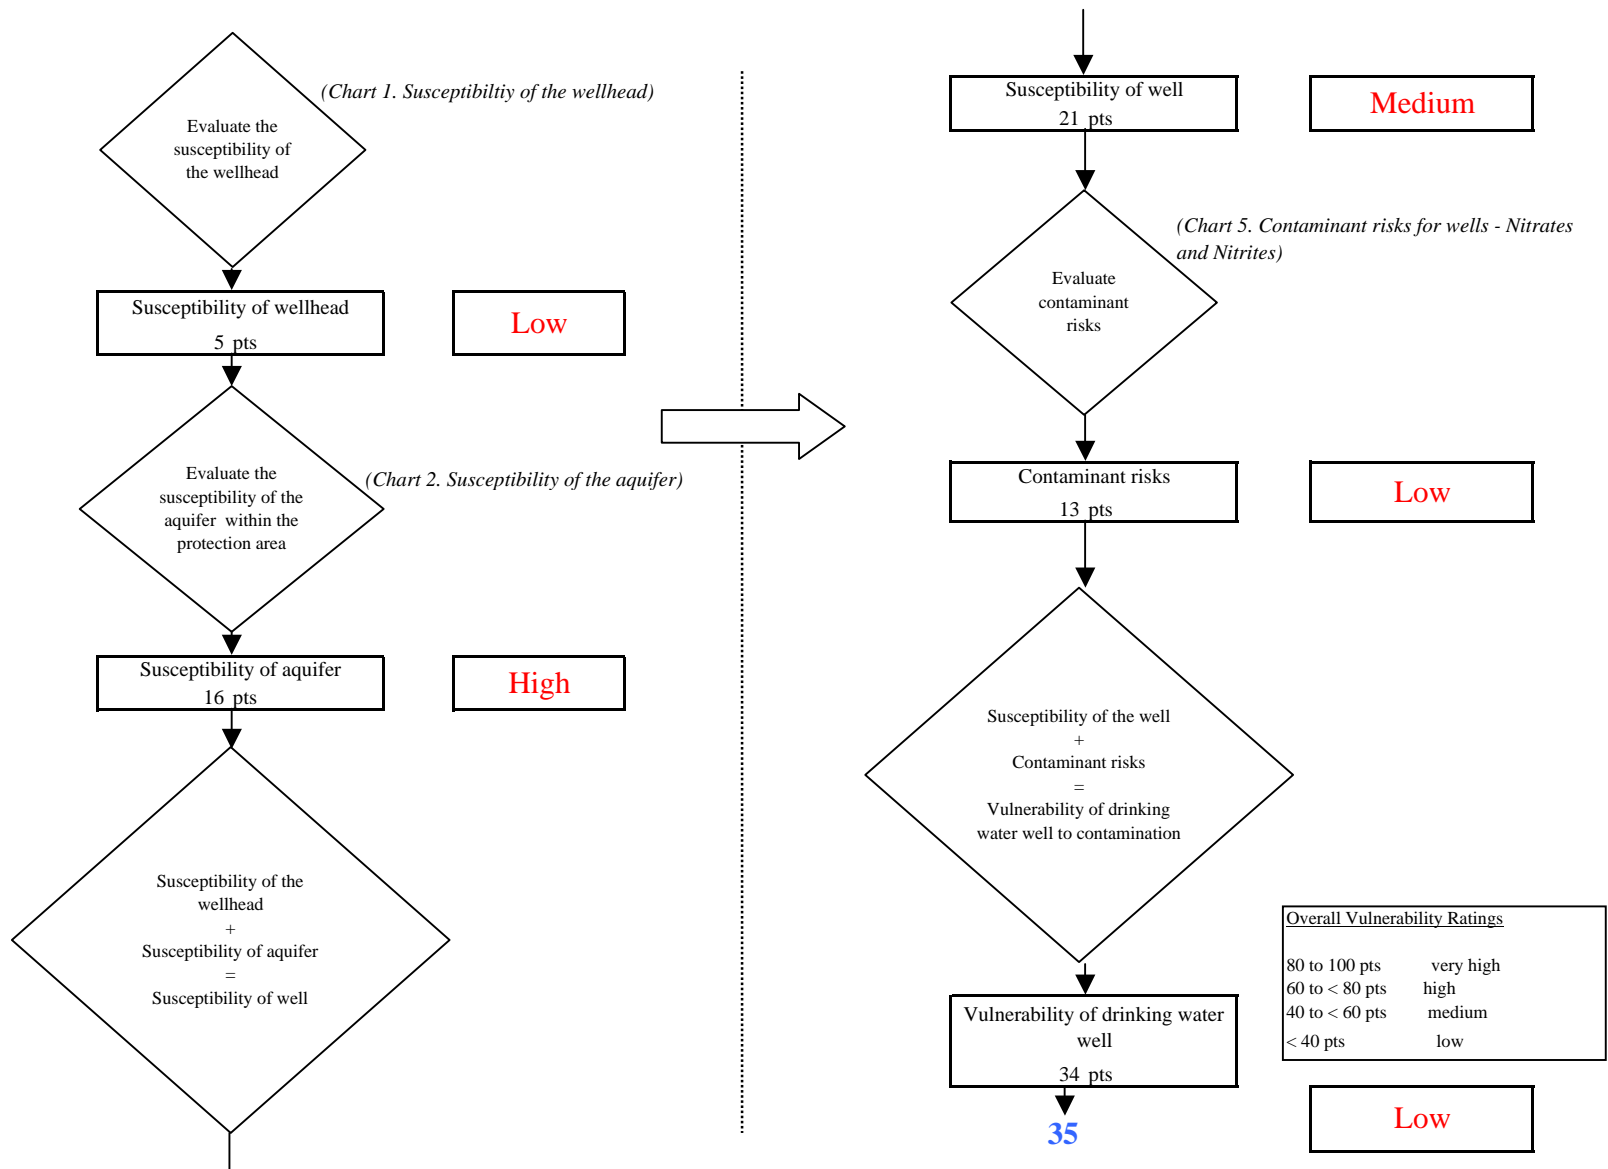 (Chart 1. Susceptibiltiy of the wellhead)
Evaluate the
susceptibility of
the wellhead
Susceptibility of wellhead
5 pts
Low
Evaluate the
susceptibility of the
aquifer within the
protection area
(Chart 2. Susceptibility of the aquifer)
Susceptibility of aquifer
16 pts
High
Susceptibility of the
wellhead
+
Susceptibility of aquifer
=
Susceptibility of well
Susceptibility of well
21 pts
Medium
(Chart 5. Contaminant risks for wells - Nitrates
and Nitrites)
Evaluate
contaminant
risks
Contaminant risks
13 pts
Low
Susceptibility of the well
+
Contaminant risks
=
Vulnerability of drinking
water well to contamination
Overall Vulnerability Ratings
80 to 100 pts very high
60 to < 80 pts high
40 to < 60 pts medium
< 40 pts low
Vulnerability of drinking water
well
34 pts
35
Low